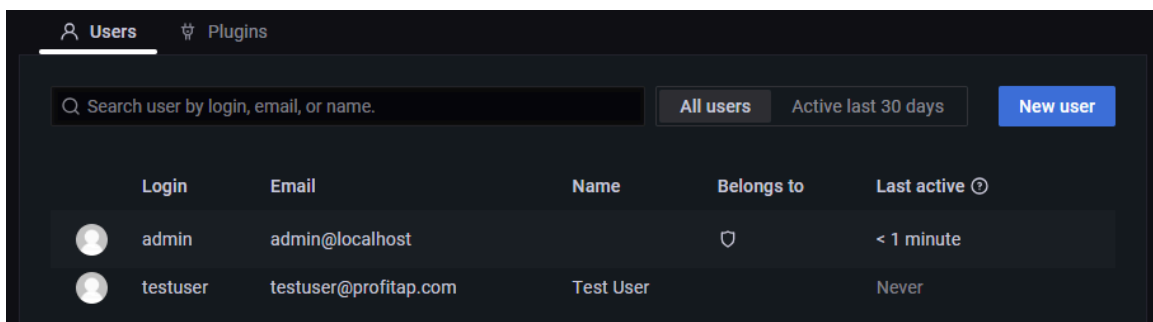 Users Plugins
Search user by login, email, or name. All users Active last 30 days New user
Login Email Name Belongs to Last active
admin admin@localhost < 1 minute
testuser testuser@profitap.com Test User Never